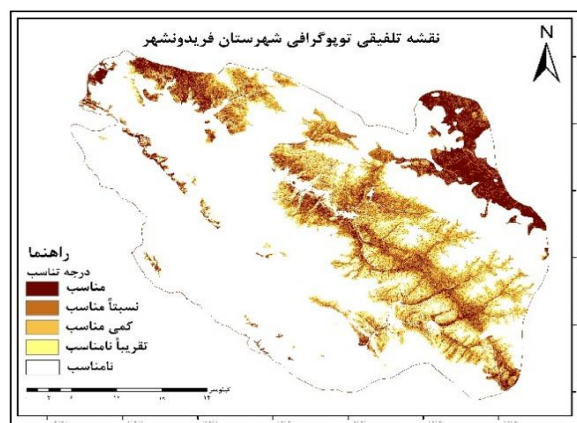 نقشه تلفیقی توپوگرافی شهرستان فریدونشهر
N
راهنما
درجه تناسب
مناسب
نسبتاً مناسب
کمی مناسب
تقریباً نامناسب
نامناسب
کیلومتر